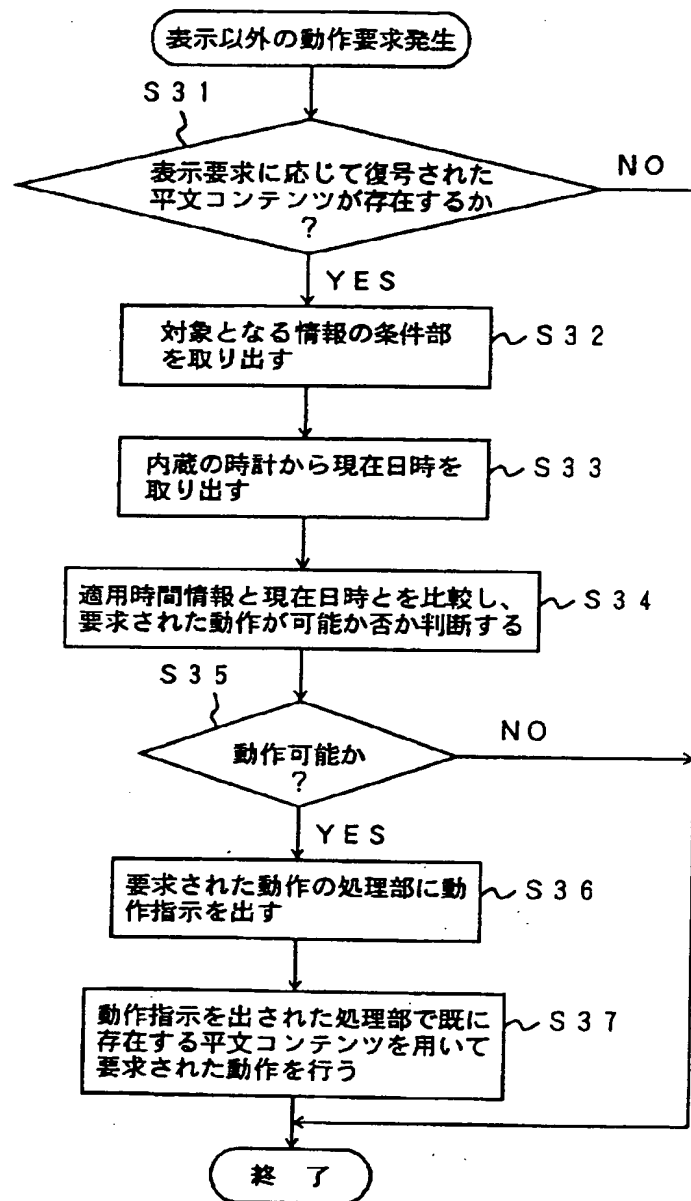 表示以外の動作要求発生
S31
表示要求に応じて復号された
平文コンテンツが存在するか
?
NO
YES
対象となる情報の条件部
を取り出す
S32
内蔵の時計から現在日時を
取り出す
S33
適用時間情報と現在日時とを比較し、
要求された動作が可能か否か判断する
S34
S35
動作可能か
?
NO
YES
要求された動作の処理部に動
作指示を出す
S36
動作指示を出された処理部で既に
存在する平文コンテンツを用いて
要求された動作を行う
S37
終了